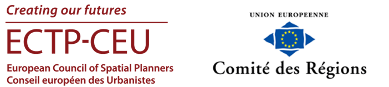 Creating our futures
ECTP-CEU
European Council of Spatial Planners
Conseil européen des Urbanistes
UNION EUROPEENNE
Comité des Régions